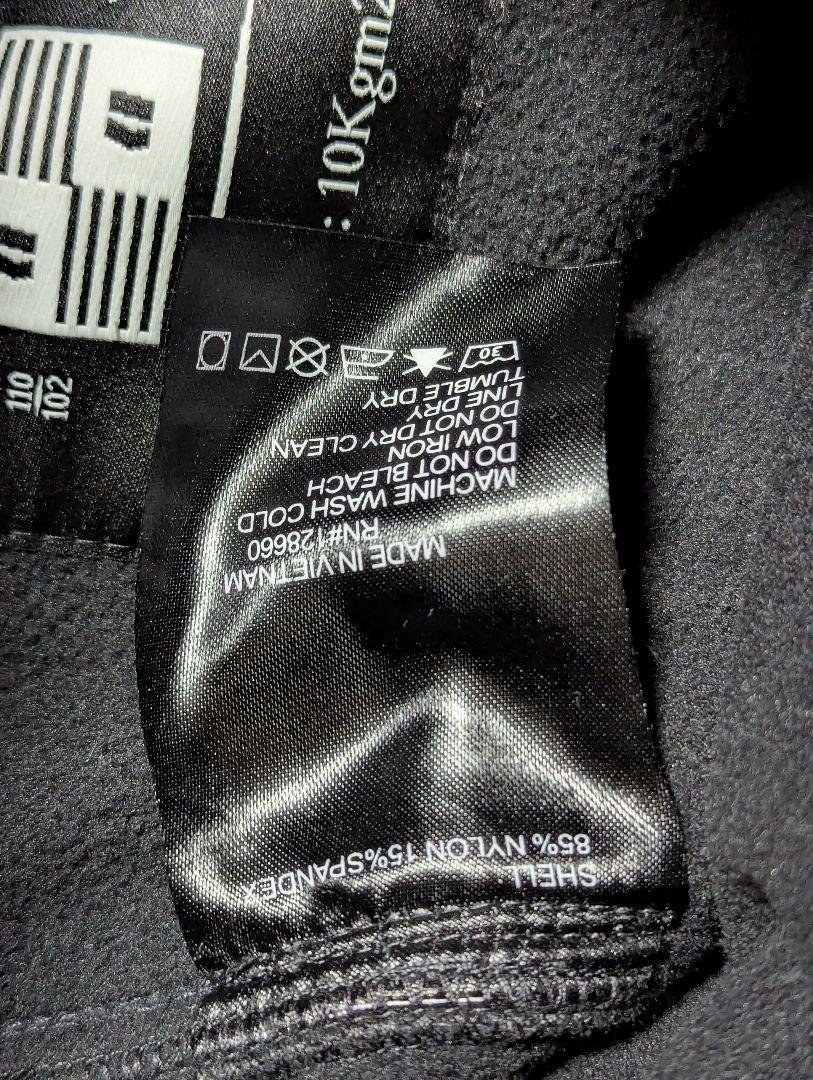 : 10Kgm2
110
102
SHELL
85% NYLON 15%SPANDEX
MADE IN VIETNAM
RN#128660
MACHINE WASH COLD
DO NOT BLEACH
LOW IRON
DO NOT DRY CLEAN
LINE DRY
TUMBLE DRY
30